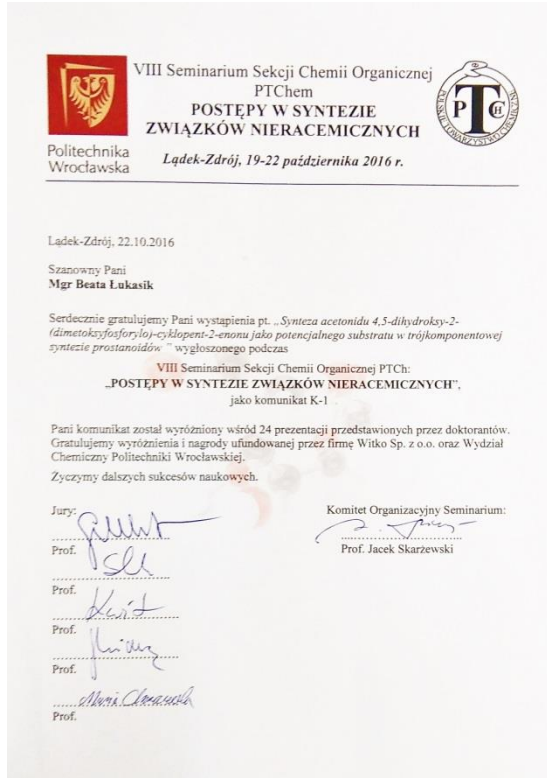 VIII Seminarium Sekcji Chemii Organicznej
PTChem
POSTĘPY W SYNTEZIE
ZWIĄZKÓW NIERACEMICZNYCH
Lądek-Zdrój, 19-22 października 2016 r.
Politechnika
Wrocławska
POLSKIE TOWARZYSTWO CHEMICZNE
PTCH
Lądek-Zdrój, 22.10.2016
Szanowny Pani
Mgr Beata Łukasik
Serdecznie gratulujemy Pani wystąpienia pt. „Synteza acetonidu 4,5-dihydroksy-2-
(dimetoksyfosforylo)-cyklopent-2-enonu jako potencjalnego substratu w trójkomponentowej
syntezie prostanoidów ” wygłoszonego podczas
VIII Seminarium Sekcji Chemii Organicznej PTCh:
„POSTĘPY W SYNTEZIE ZWIĄZKÓW NIERACEMICZNYCH”,
jako komunikat K-1
Pani komunikat został wyróżniony wśród 24 prezentacji przedstawionych przez doktorantów.
Gratulujemy wyróżnienia i nagrody ufundowanej przez firmę Witko Sp. z o.o. oraz Wydział
Chemiczny Politechniki Wrocławskiej.
Życzymy dalszych sukcesów naukowych.
Jury:
Prof.
Prof.
Kwit
Prof.
Prof.
Maria
Prof.
Komitet Organizacyjny Seminarium:
Prof. Jacek Skarżewski